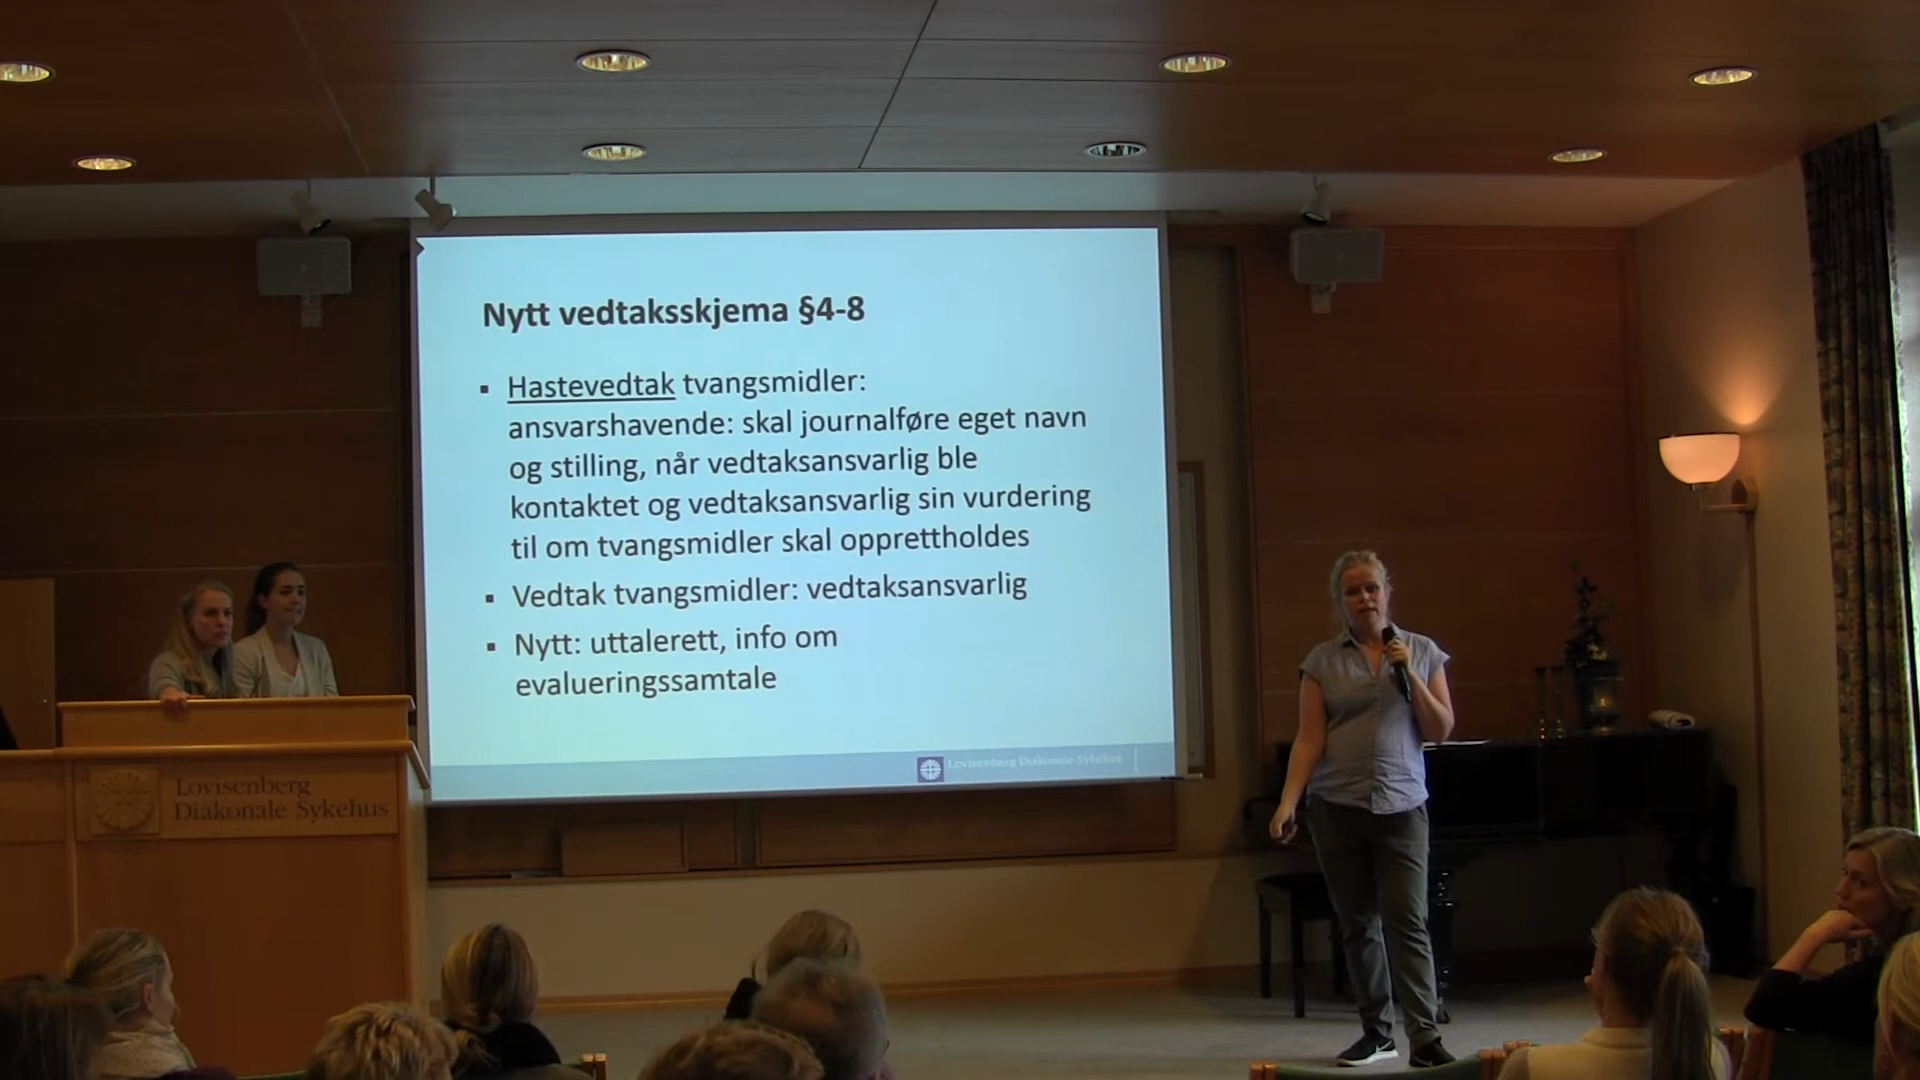 Nytt vedtaksskjema §4-8
▪ Hastevedtak tvangsmidler:
ansvarshavende: skal journalføre eget navn
og stilling, når vedtaksansvarlig ble
kontaktet og vedtaksansvarlig sin vurdering
til om tvangsmidler skal opprettholdes
▪ Vedtak tvangsmidler: vedtaksansvarlig
▪ Nytt: uttalerett, info om
evalueringssamtale
Lovisenberg Diakonale Sykehus
Lovisenberg
Diakonale Sykehus